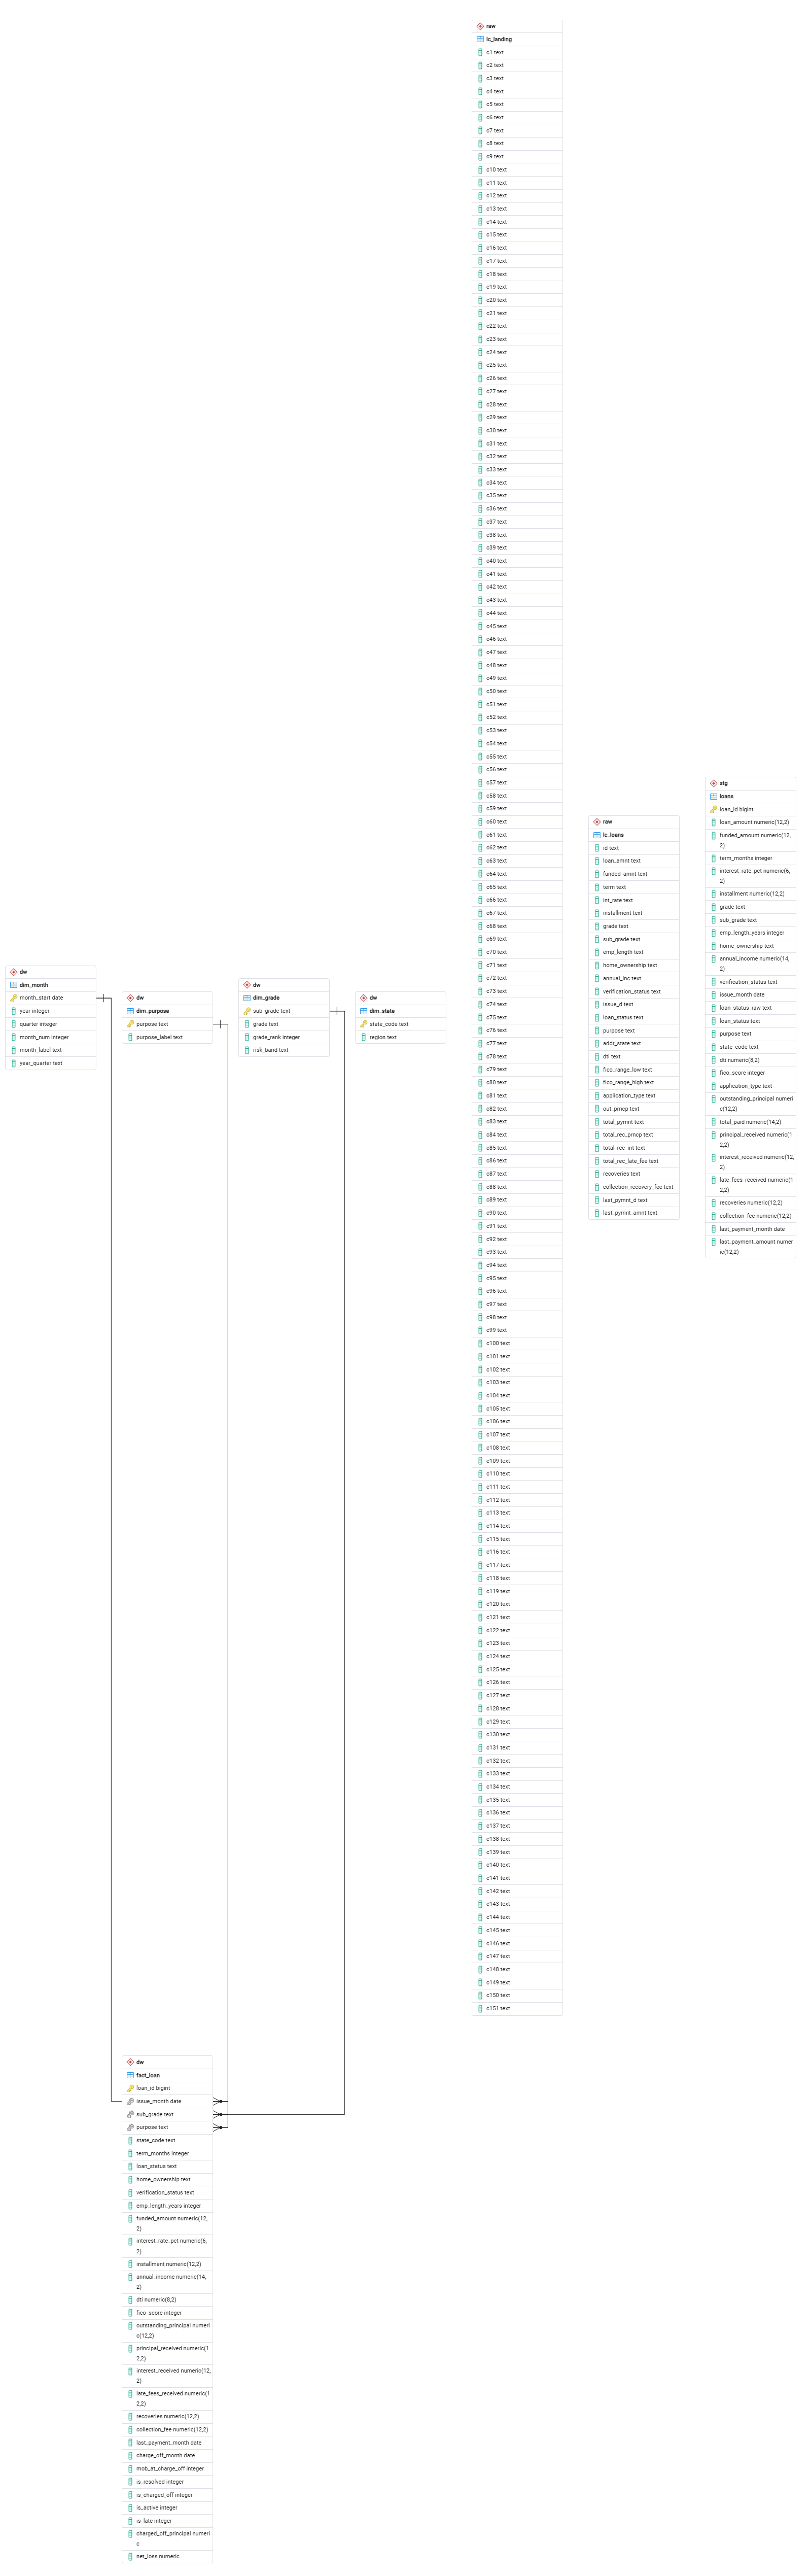 raw
lc_landing
c1 text
c2 text
c3 text
c4 text
c5 text
c6 text
c7 text
c8 text
c9 text
c10 text
c11 text
c12 text
c13 text
c14 text
c15 text
c16 text
c17 text
c18 text
c19 text
c20 text
c21 text
c22 text
c23 text
c24 text
c25 text
c26 text
c27 text
c28 text
c29 text
c30 text
c31 text
c32 text
c33 text
c34 text
c35 text
c36 text
c37 text
c38 text
c39 text
c40 text
c41 text
c42 text
c43 text
c44 text
c45 text
c46 text
c47 text
c48 text
c49 text
c50 text
c51 text
c52 text
c53 text
c54 text
c55 text
c56 text
c57 text
c58 text
c59 text
c60 text
c61 text
c62 text
c63 text
c64 text
c65 text
c66 text
c67 text
c68 text
c69 text
c70 text
c71 text
c72 text
c73 text
c74 text
c75 text
c76 text
c77 text
c78 text
c79 text
c80 text
c81 text
c82 text
c83 text
c84 text
c85 text
c86 text
c87 text
c88 text
c89 text
c90 text
c91 text
c92 text
c93 text
c94 text
c95 text
c96 text
c97 text
c98 text
c99 text
c100 text
c101 text
c102 text
c103 text
c104 text
c105 text
c106 text
c107 text
c108 text
c109 text
c110 text
c111 text
c112 text
c113 text
c114 text
c115 text
c116 text
c117 text
c118 text
c119 text
c120 text
c121 text
c122 text
c123 text
c124 text
c125 text
c126 text
c127 text
c128 text
c129 text
c130 text
c131 text
c132 text
c133 text
c134 text
c135 text
c136 text
c137 text
c138 text
c139 text
c140 text
c141 text
c142 text
c143 text
c144 text
c145 text
c146 text
c147 text
c148 text
c149 text
c150 text
c151 text
stg
loans
loan_id bigint
loan_amount numeric(12,2)
funded_amount numeric(12,
2)
term_months integer
interest_rate_pct numeric(6,
2)
installment numeric(12,2)
grade text
sub_grade text
emp_length_years integer
home_ownership text
annual_income numeric(14,
2)
verification_status text
issue_month date
loan_status_raw text
loan_status text
purpose text
state_code text
dti numeric(8,2)
fico_score integer
application_type text
outstanding_principal numeri
c(12,2)
total_paid numeric(14,2)
principal_received numeric(1
2,2)
interest_received numeric(12,
2)
late_fees_received numeric(1
2,2)
recoveries numeric(12,2)
collection_fee numeric(12,2)
last_payment_month date
last_payment_amount numer
ic(12,2)
raw
lc_loans
id text
loan_amnt text
funded_amnt text
term text
int_rate text
installment text
grade text
sub_grade text
emp_length text
home_ownership text
annual_inc text
verification_status text
issue_d text
loan_status text
purpose text
addr_state text
dti text
fico_range_low text
fico_range_high text
application_type text
out_prncp text
total_pymnt text
total_rec_prncp text
total_rec_int text
total_rec_late_fee text
recoveries text
collection_recovery_fee text
last_pymnt_d text
last_pymnt_amnt text
dw
dim_month
month_start date
year integer
quarter integer
month_num integer
month_label text
year_quarter text
dw
dim_purpose
purpose text
purpose_label text
dw
dim_grade
sub_grade text
grade text
grade_rank integer
risk_band text
dw
dim_state
state_code text
region text
dw
fact_loan
loan_id bigint
issue_month date
sub_grade text
purpose text
state_code text
term_months integer
loan_status text
home_ownership text
verification_status text
emp_length_years integer
funded_amount numeric(12,
2)
interest_rate_pct numeric(6,
2)
installment numeric(12,2)
annual_income numeric(14,
2)
dti numeric(8,2)
fico_score integer
outstanding_principal numeri
c(12,2)
principal_received numeric(1
2,2)
interest_received numeric(12,
2)
late_fees_received numeric(1
2,2)
recoveries numeric(12,2)
collection_fee numeric(12,2)
last_payment_month date
charge_off_month date
mob_at_charge_off integer
is_resolved integer
is_charged_off integer
is_active integer
is_late integer
charged_off_principal numeri
c
net_loss numeric